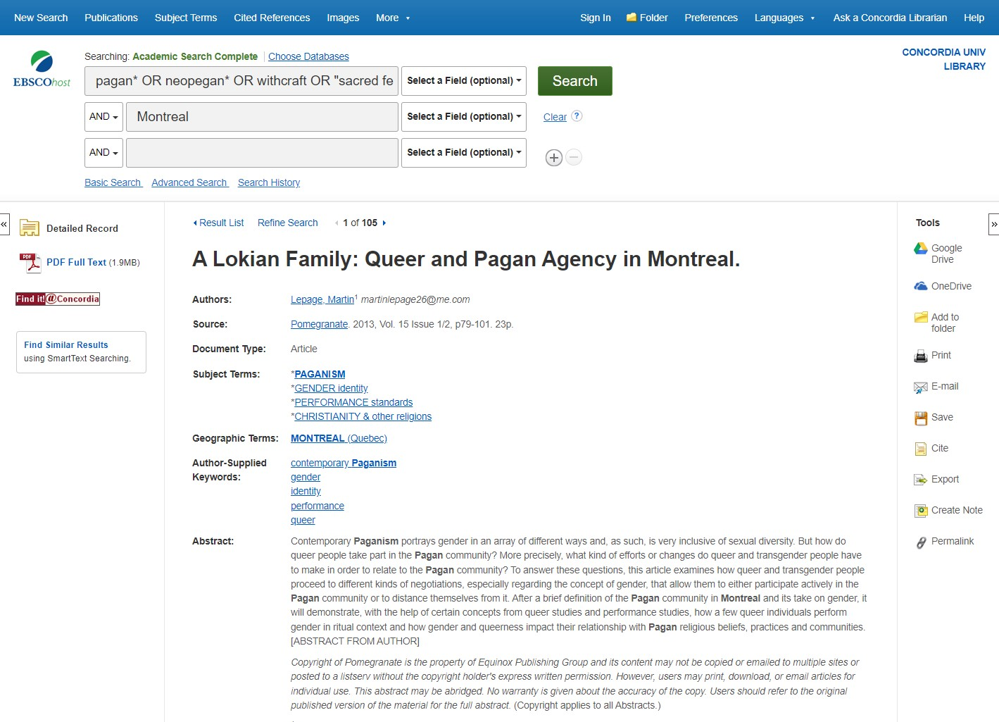 New Search Publications Subject Terms Cited References Images More Sign In Folder Preferences Languages Ask a Concordia Librarian Help
Searching: Academic Search Complete Choose Databases
CONCORDIA UNIV
LIBRARY
EBSCOhost
pagan* OR neopegan* OR withcraft OR "sacred fe Select a Field (optional) Search
AND Montreal Select a Field (optional) Clear ?
AND Select a Field (optional)
Basic Search Advanced Search Search History
« Detailed Record
PDF PDF Full Text (1.9MB)
Find it!@Concordia
Find Similar Results
using SmartText Searching.
Result List Refine Search 1 of 105
A Lokian Family: Queer and Pagan Agency in Montreal.
Authors: Lepage, Martin¹ martinlepage26@me.com
Source: Pomegranate. 2013, Vol. 15 Issue 1/2, p79-101. 23p.
Document Type: Article
Subject Terms: *PAGANISM
*GENDER identity
*PERFORMANCE standards
*CHRISTIANITY & other religions
Geographic Terms: MONTREAL (Quebec)
Author-Supplied
Keywords:
contemporary Paganism
gender
identity
performance
queer
Abstract: Contemporary Paganism portrays gender in an array of different ways and, as such, is very inclusive of sexual diversity. But how do
queer people take part in the Pagan community? More precisely, what kind of efforts or changes do queer and transgender people have
to make in order to relate to the Pagan community? To answer these questions, this article examines how queer and transgender people
proceed to different kinds of negotiations, especially regarding the concept of gender, that allow them to either participate actively in the
Pagan community or to distance themselves from it. After a brief definition of the Pagan community in Montreal and its take on gender, it
will demonstrate, with the help of certain concepts from queer studies and performance studies, how a few queer individuals perform
gender in ritual context and how gender and queerness impact their relationship with Pagan religious beliefs, practices and communities.
[ABSTRACT FROM AUTHOR]
Copyright of Pomegranate is the property of Equinox Publishing Group and its content may not be copied or emailed to multiple sites or
posted to a listserv without the copyright holder's express written permission. However, users may print, download, or email articles for
individual use. This abstract may be abridged. No warranty is given about the accuracy of the copy. Users should refer to the original
published version of the material for the full abstract. (Copyright applies to all Abstracts.)
Tools »
Google
Drive
OneDrive
Add to
folder
Print
E-mail
Save
Cite
Export
Create Note
Permalink